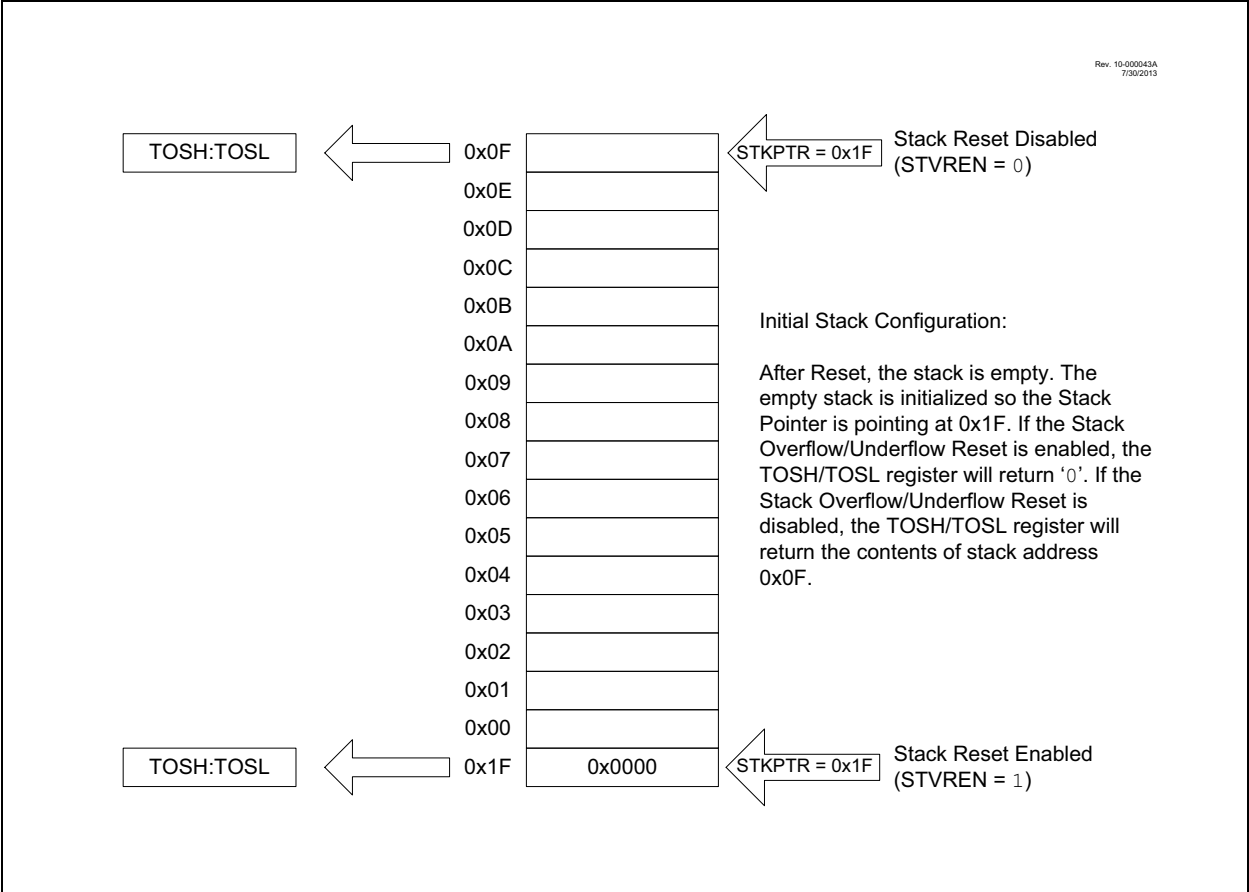 Rev. 10-000043A
7/30/2013
TOSH:TOSL
0x0F
STKPTR = 0x1F
Stack Reset Disabled
(STVREN = 0)
0x0E
0x0D
0x0C
0x0B
0x0A
0x09
0x08
0x07
0x06
0x05
0x04
0x03
0x02
0x01
0x00
Initial Stack Configuration:
After Reset, the stack is empty. The
empty stack is initialized so the Stack
Pointer is pointing at 0x1F. If the Stack
Overflow/Underflow Reset is enabled, the
TOSH/TOSL register will return ‘0’. If the
Stack Overflow/Underflow Reset is
disabled, the TOSH/TOSL register will
return the contents of stack address
0x0F.
TOSH:TOSL
0x1F
0x0000
STKPTR = 0x1F
Stack Reset Enabled
(STVREN = 1)